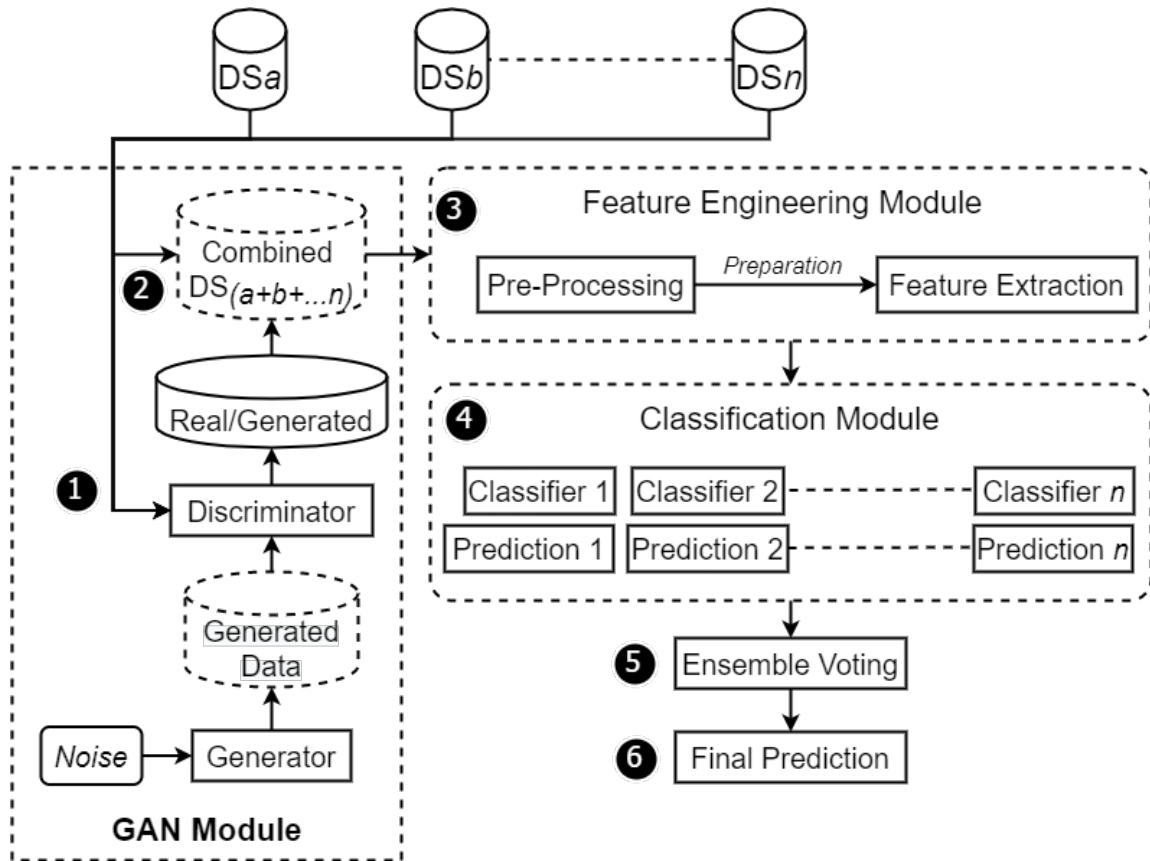 DSa
DSb
DSn
2
Combined
DS(a+b+...n)
Real/Generated
1
Discriminator
Generated
Data
Noise
Generator
GAN Module
3
Feature Engineering Module
Pre-Processing
Preparation
Feature Extraction
4
Classification Module
Classifier 1
Classifier 2
Classifier n
Prediction 1
Prediction 2
Prediction n
5
Ensemble Voting
6
Final Prediction